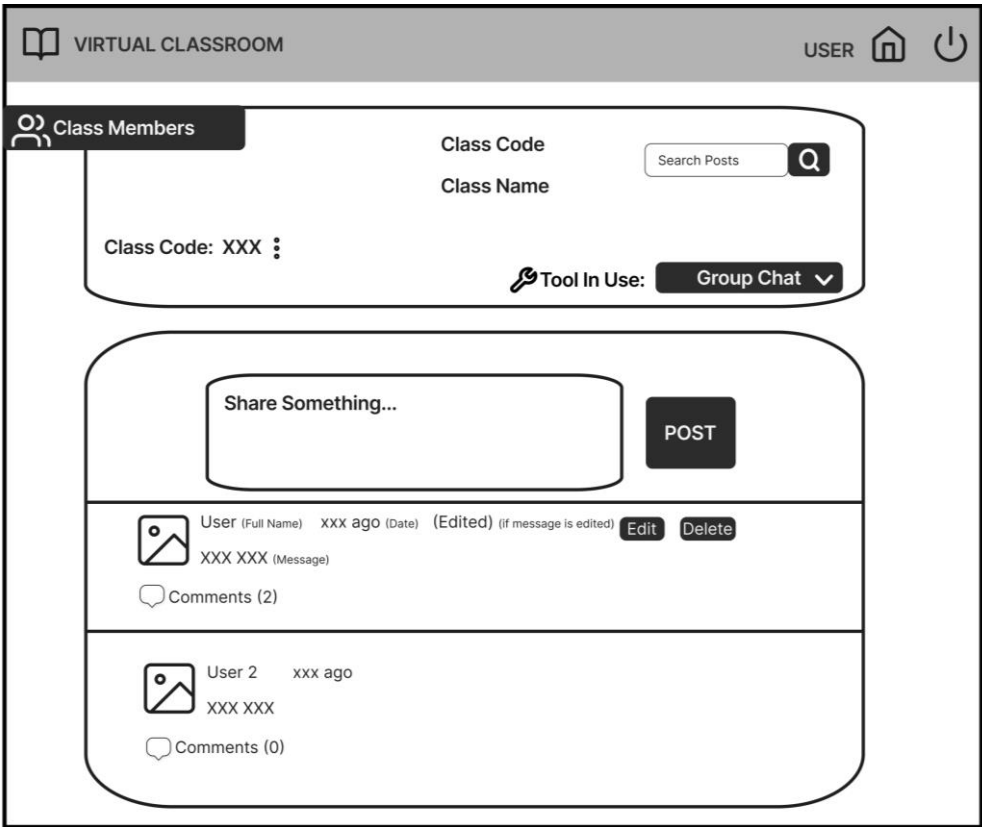 VIRTUAL CLASSROOM
USER
Class Members
Class Code
Search Posts
Class Name
Class Code: XXX
Tool In Use:
Group Chat
Share Something...
POST
User (Full Name) xxx ago (Date) (Edited) (if message is edited) Edit Delete
XXX XXX (Message)
Comments (2)
User 2 xxx ago
XXX XXX
Comments (0)